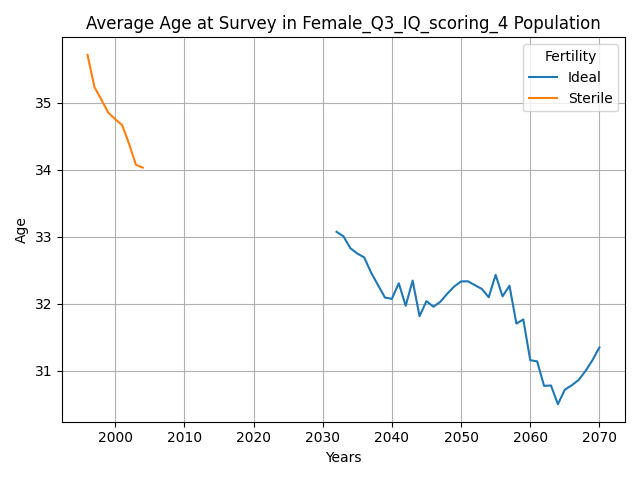 Average Age at Survey in Female_Q3_IQ_scoring_4 Population
Fertility
Ideal
Sterile
Age
35
34
33
32
31
2000
2010
2020
2030
2040
2050
2060
2070
Years